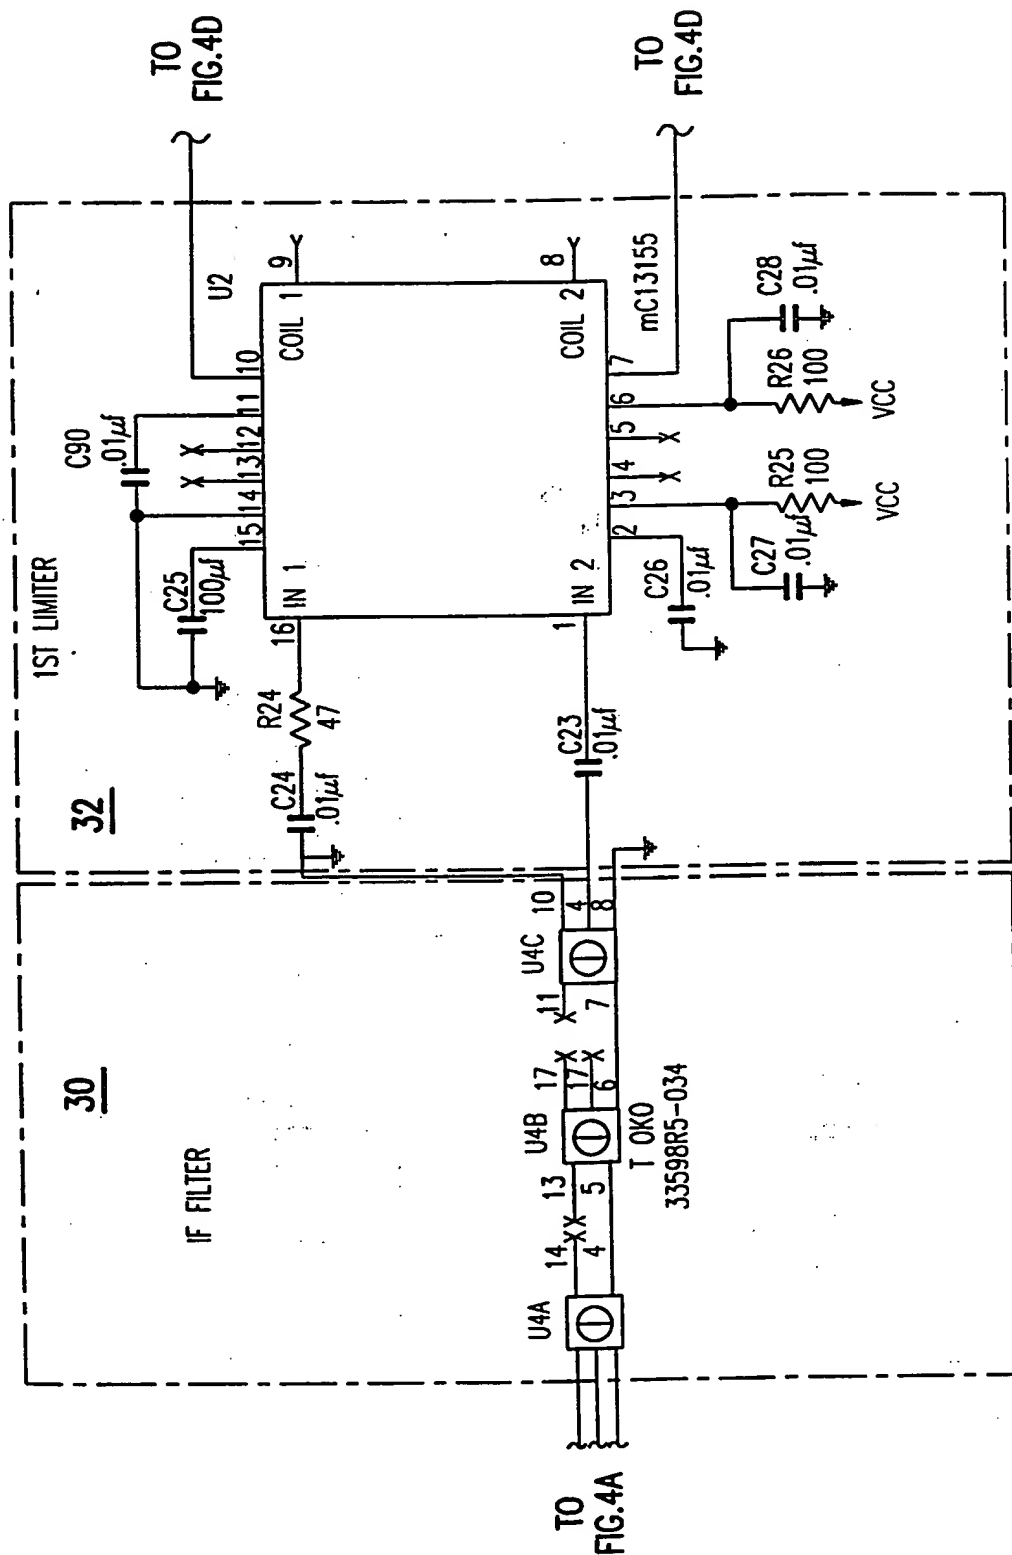 TO
FIG.4D
TO
FIG.4D
1ST LIMITER
32
C90
.01µf
C25
100µf
15
14
13
12
11
10
U2
R24
47
C24
.01µf
16
IN 1
COIL 1
9
C23
.01µf
1
IN 2
COIL 2
8
2
3
4
5
6
7
mC13155
C26
.01µf
C27
.01µf
R25
100
VCC
R26
100
VCC
C28
.01µf
30
IF FILTER
TO
FIG.4A
U4A
14
4
13
5
U4B
17
17
6
T OKO
33598R5-034
11
7
U4C
10
4
8